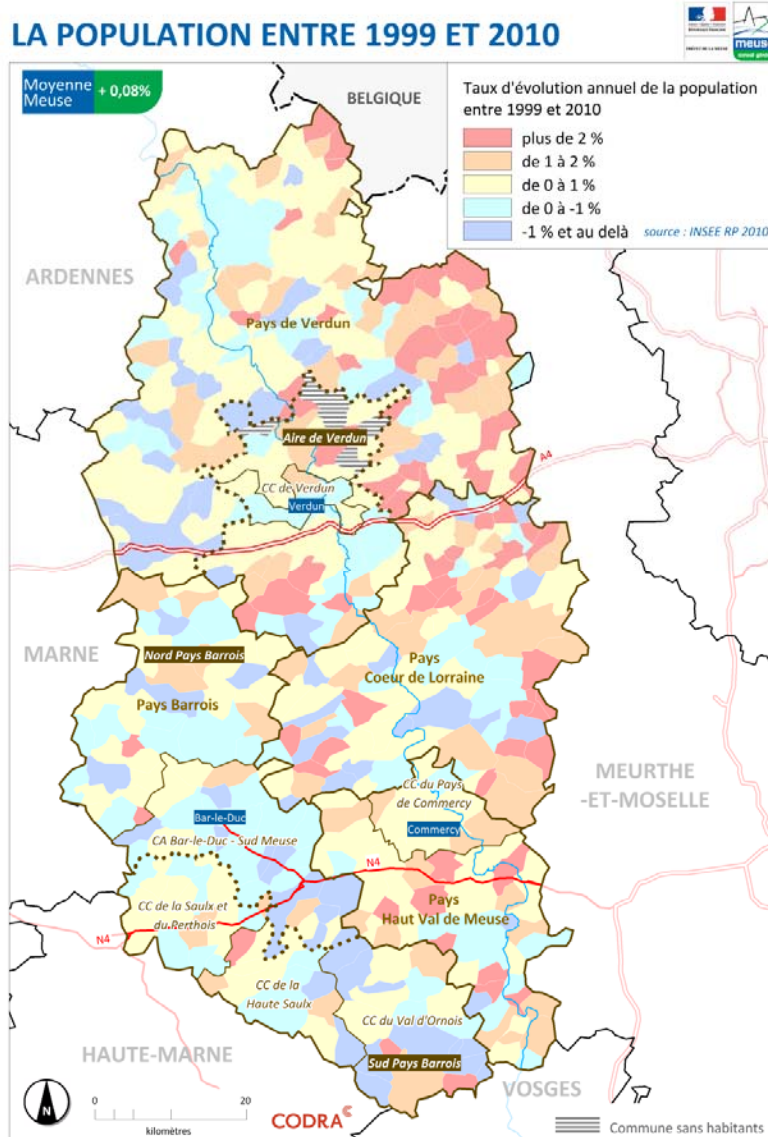 LA POPULATION ENTRE 1999 ET 2010
meuse
Moyenne
Meuse
+ 0,08%
BELGIQUE
Taux d'évolution annuel de la population
entre 1999 et 2010
plus de 2 %
de 1 à 2 %
de 0 à 1 %
de 0 à -1 %
-1 % et au delà
source : INSEE RP 2010
ARDENNES
Pays de Verdun
Aire de Verdun
A4
CC de Verdun
Verdun
MARNE
Nord Pays Barrois
Pays
Coeur de Lorraine
Pays Barrois
MEURTHE
-ET-MOSELLE
CC du Pays
de Commercy
Bar-le-Duc
Commercy
CA Bar-le-Duc - Sud Meuse
N4
CC de la Saulx et
du Perthois
Pays
Haut Val de Meuse
N4
CC de la
Haute Saulx
CC du Val d'Ornois
HAUTE-MARNE
Sud Pays Barrois
VOSGES
N
0
20
kilomètres
CODRA
Commune sans habitants